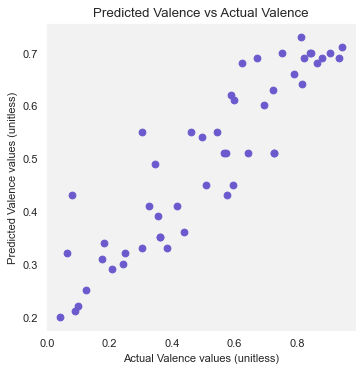 Predicted Valence vs Actual Valence
Predicted Valence values (unitless)
0.7
0.6
0.5
0.4
0.3
0.2
0.0 0.2 0.4 0.6 0.8
Actual Valence values (unitless)